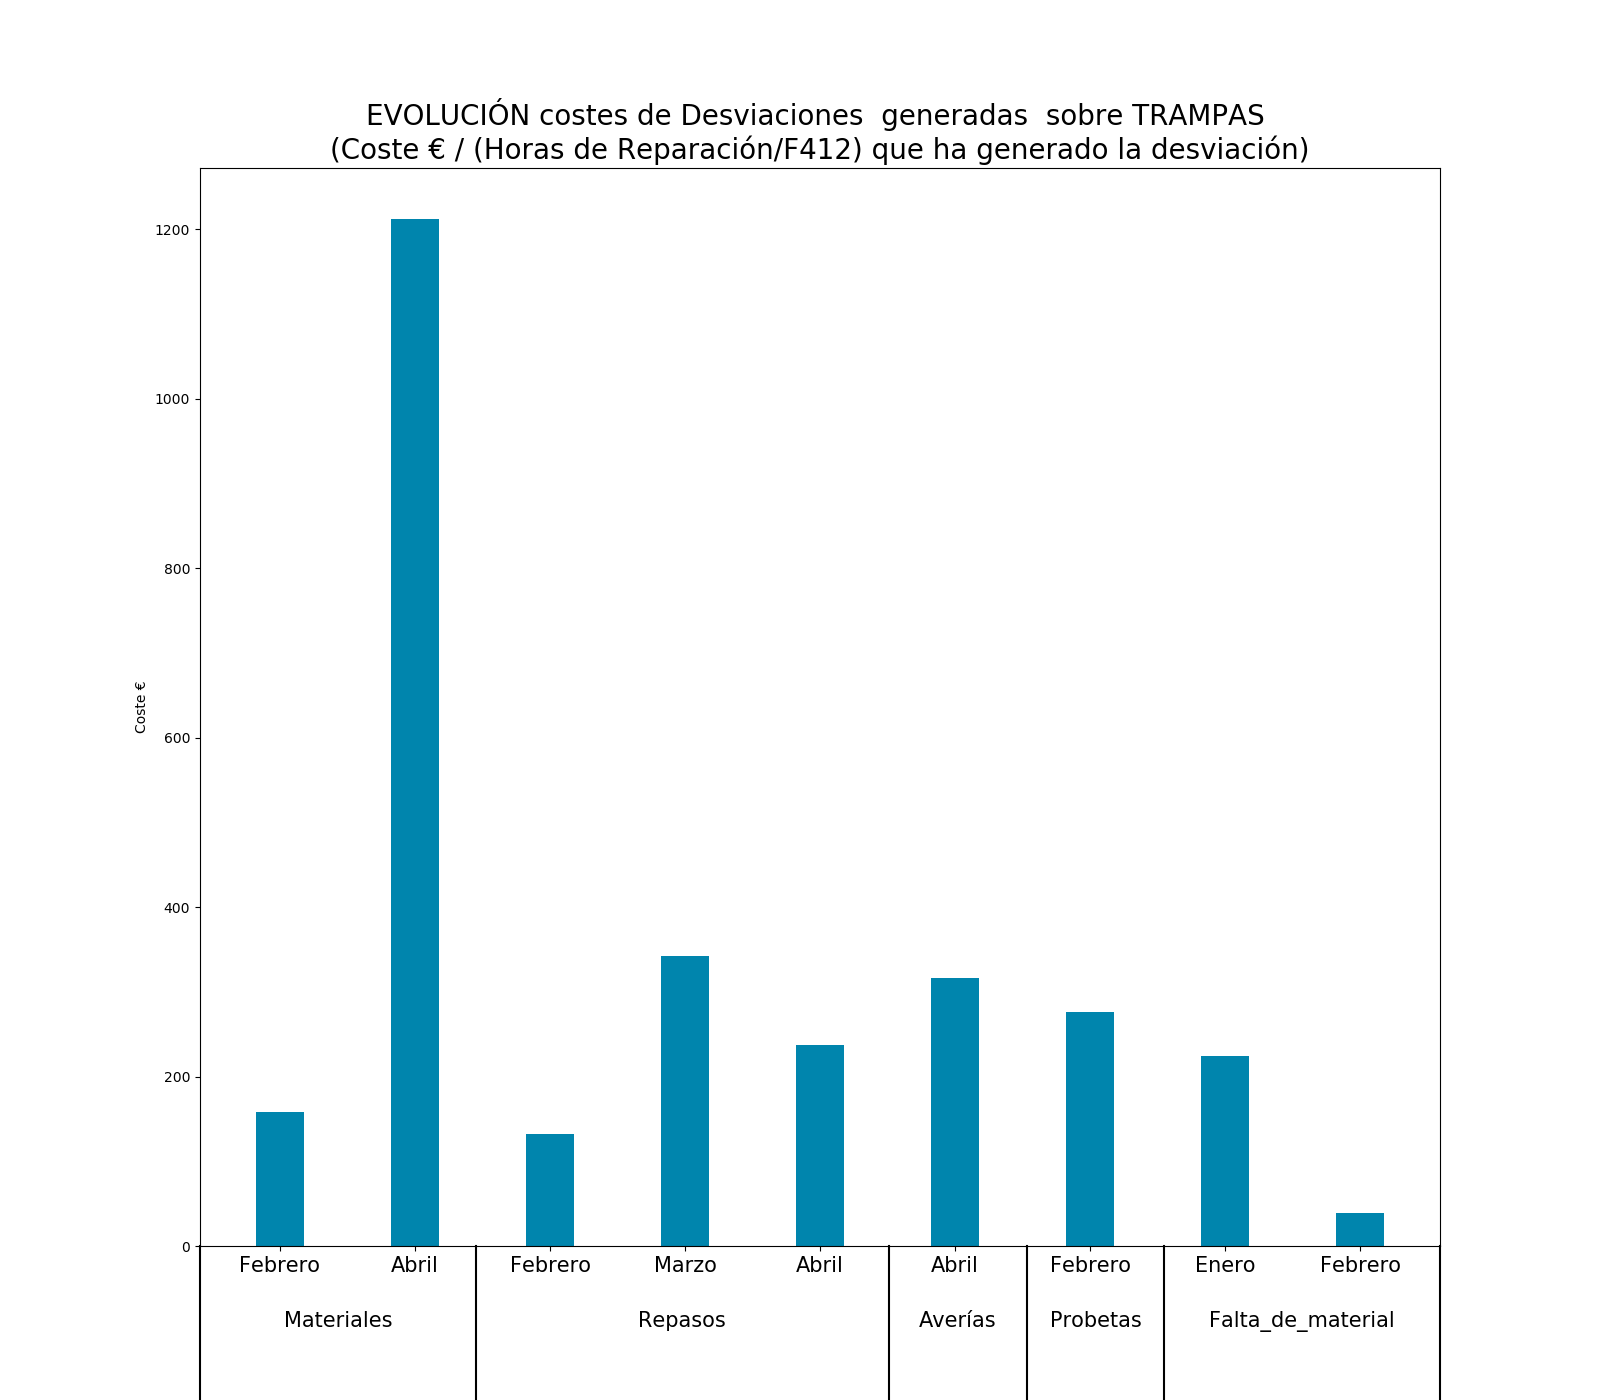 EVOLUCIÓN costes de Desviaciones  generadas  sobre TRAMPAS
(Coste € / (Horas de Reparación/F412) que ha generado la desviación)
1200
1000
800
600
400
200
0
Coste €
Febrero Abril Febrero Marzo Abril Abril Febrero Enero Febrero
Materiales Repasos Averías Probetas Falta_de_material